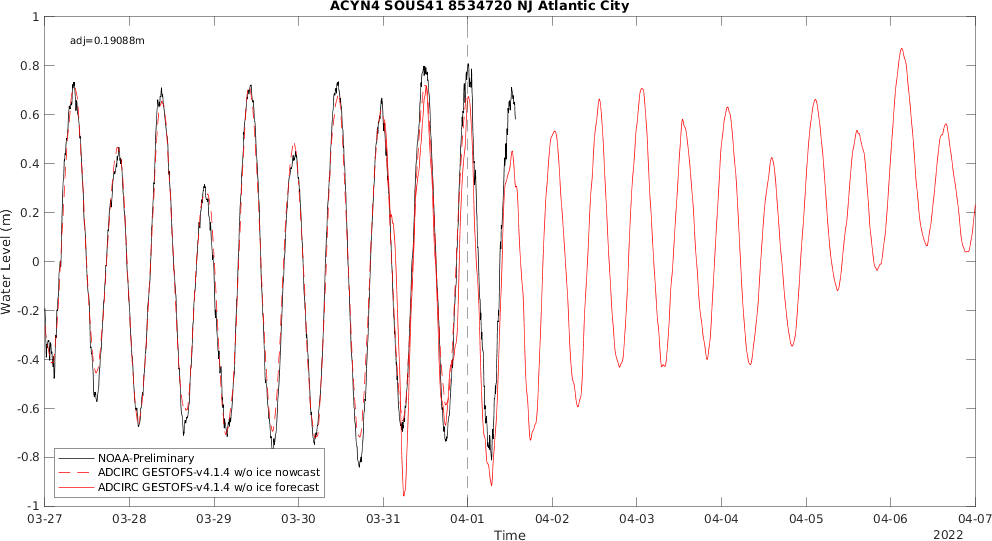 ACYN4 SOUS41 8534720 NJ Atlantic City
adj=0.19088m
1
0.8
0.6
0.4
0.2
0
-0.2
-0.4
-0.6
-0.8
-1
Water Level (m)
NOAA-Preliminary
ADCIRC GESTOFS-v4.1.4 w/o ice nowcast
ADCIRC GESTOFS-v4.1.4 w/o ice forecast
03-27 03-28 03-29 03-30 03-31 04-01 04-02 04-03 04-04 04-05 04-06 04-07
Time
2022